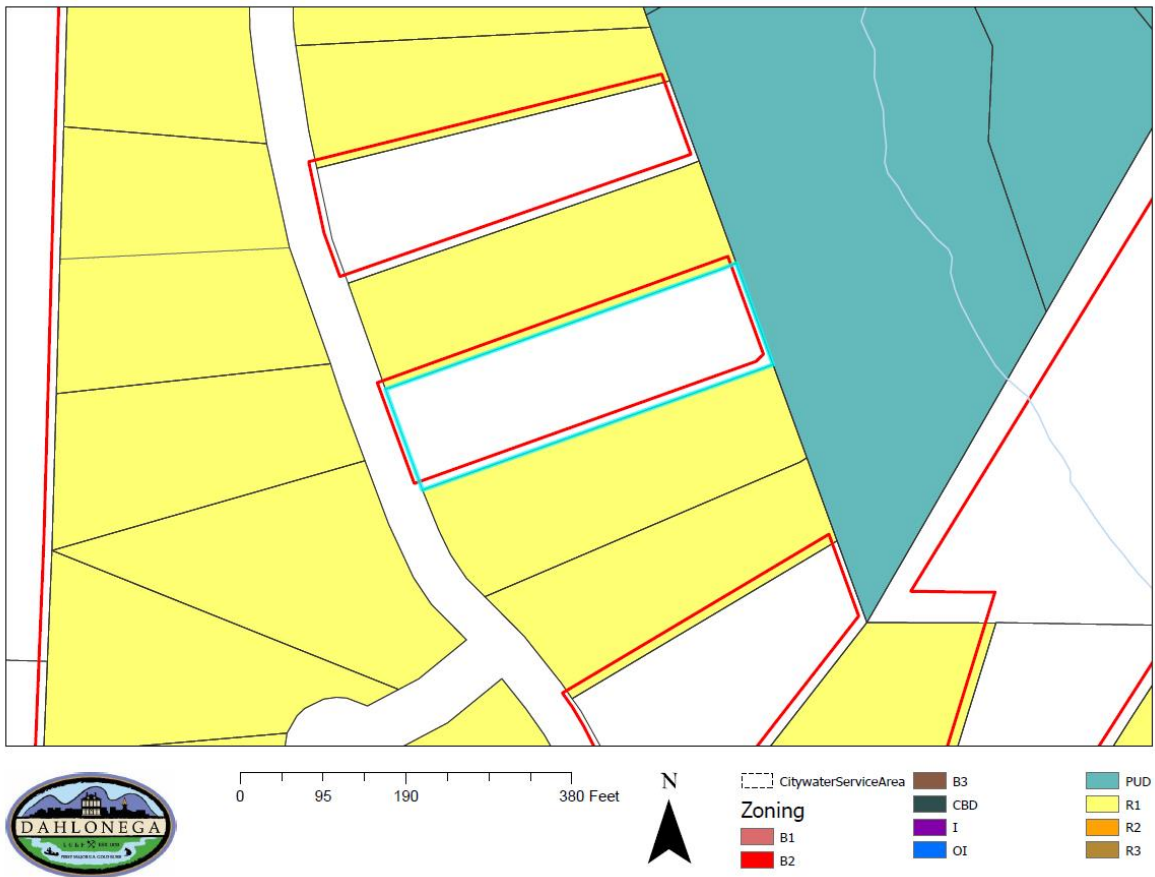 DAHLONEGA
0 95 190 380 Feet
N
CitywaterServiceArea
Zoning
B1
B2
B3
CBD
I
OI
PUD
R1
R2
R3